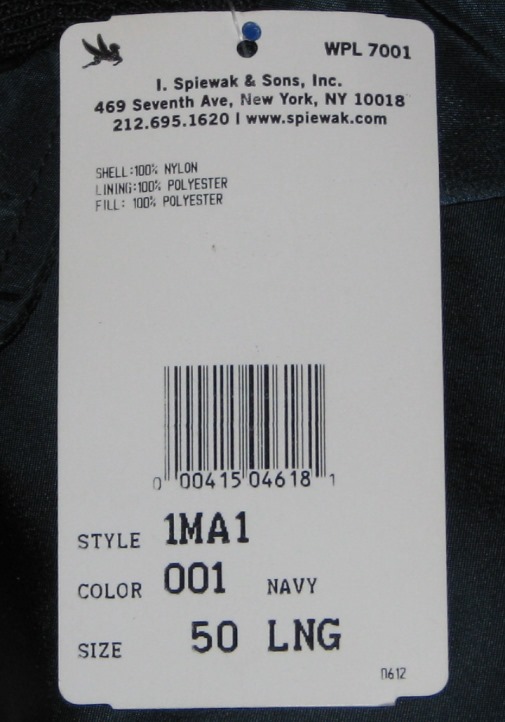 WPL 7001
I. Spiewak & Sons, Inc.
469 Seventh Ave, New York, NY 10018
212.695.1620 | www.spiewak.com
SHELL:100% NYLON
LINING:100% POLYESTER
FILL: 100% POLYESTER
0 00415 04618 1
STYLE 1MA1
COLOR 001 NAVY
SIZE 50 LNG
0612